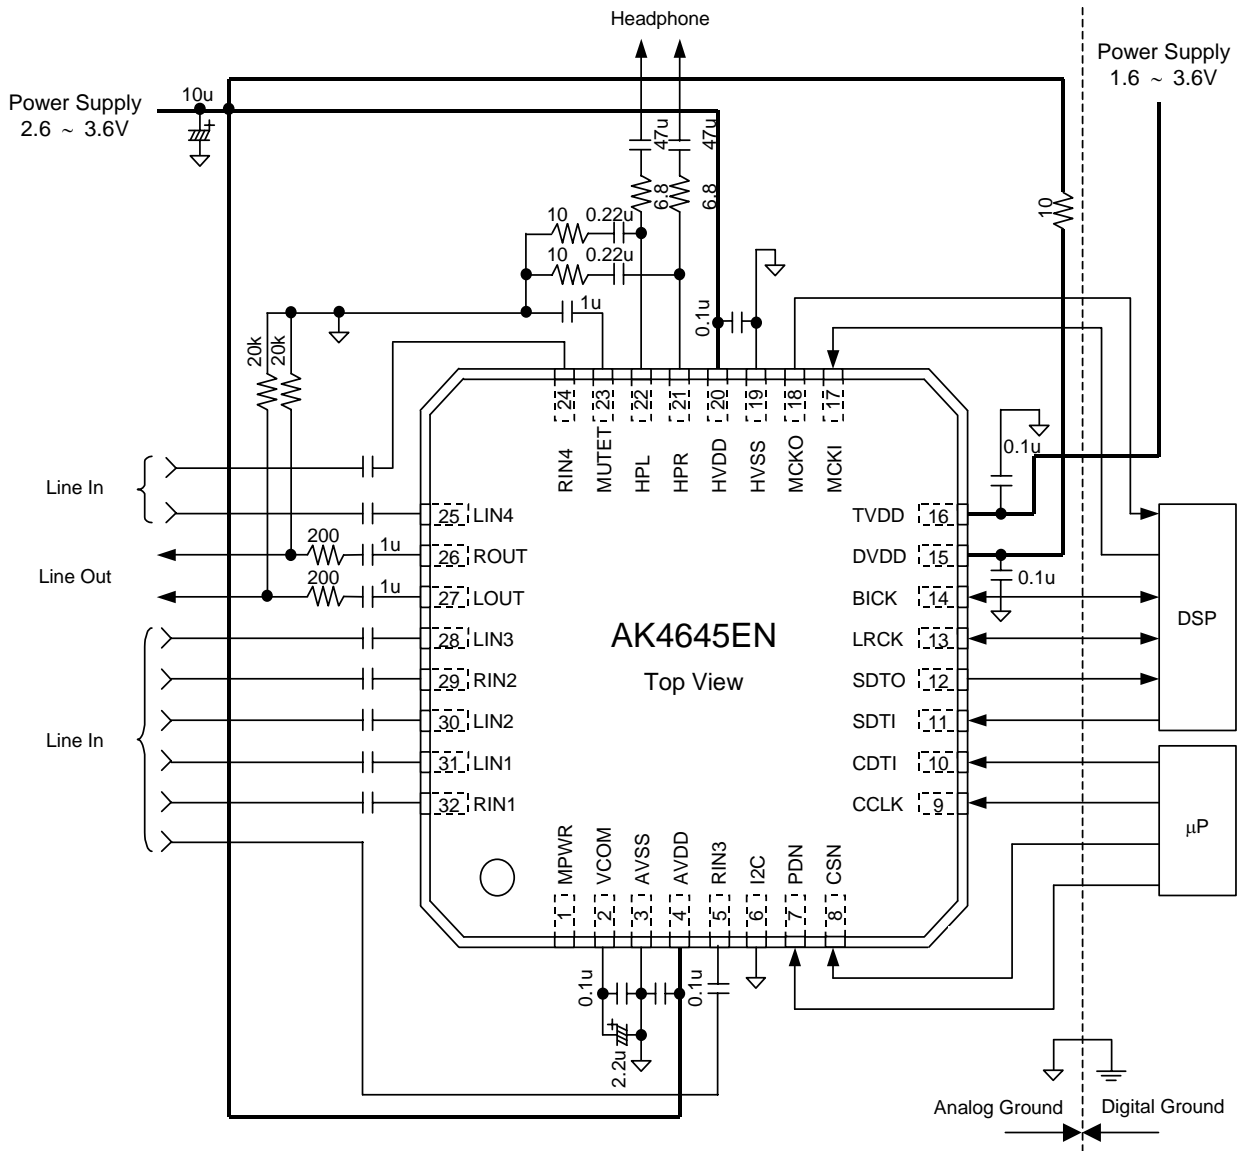 Headphone
Power Supply
1.6 ~ 3.6V
Power Supply
2.6 ~ 3.6V
10u
+
47u
47u
6.8
6.8
10
10
0.22u
10
0.22u
1u
0.1u
20k
20k
24
23
22
21
20
19
18
17
RIN4
MUTET
HPL
HPR
HVDD
HVSS
MCKO
MCKI
0.1u
Line In
25 LIN4
TVDD 16
200
1u
26 ROUT
DVDD 15
0.1u
Line Out
200
1u
27 LOUT
BICK 14
DSP
28 LIN3
AK4645EN
LRCK 13
29 RIN2
Top View
SDTO 12
30 LIN2
SDTI 11
Line In
31 LIN1
CDTI 10
32 RIN1
CCLK 9
μP
MPWR
VCOM
AVSS
AVDD
RIN3
I2C
PDN
CSN
1
2
3
4
5
6
7
8
0.1u
0.1u
+
2.2u
Analog Ground
Digital Ground